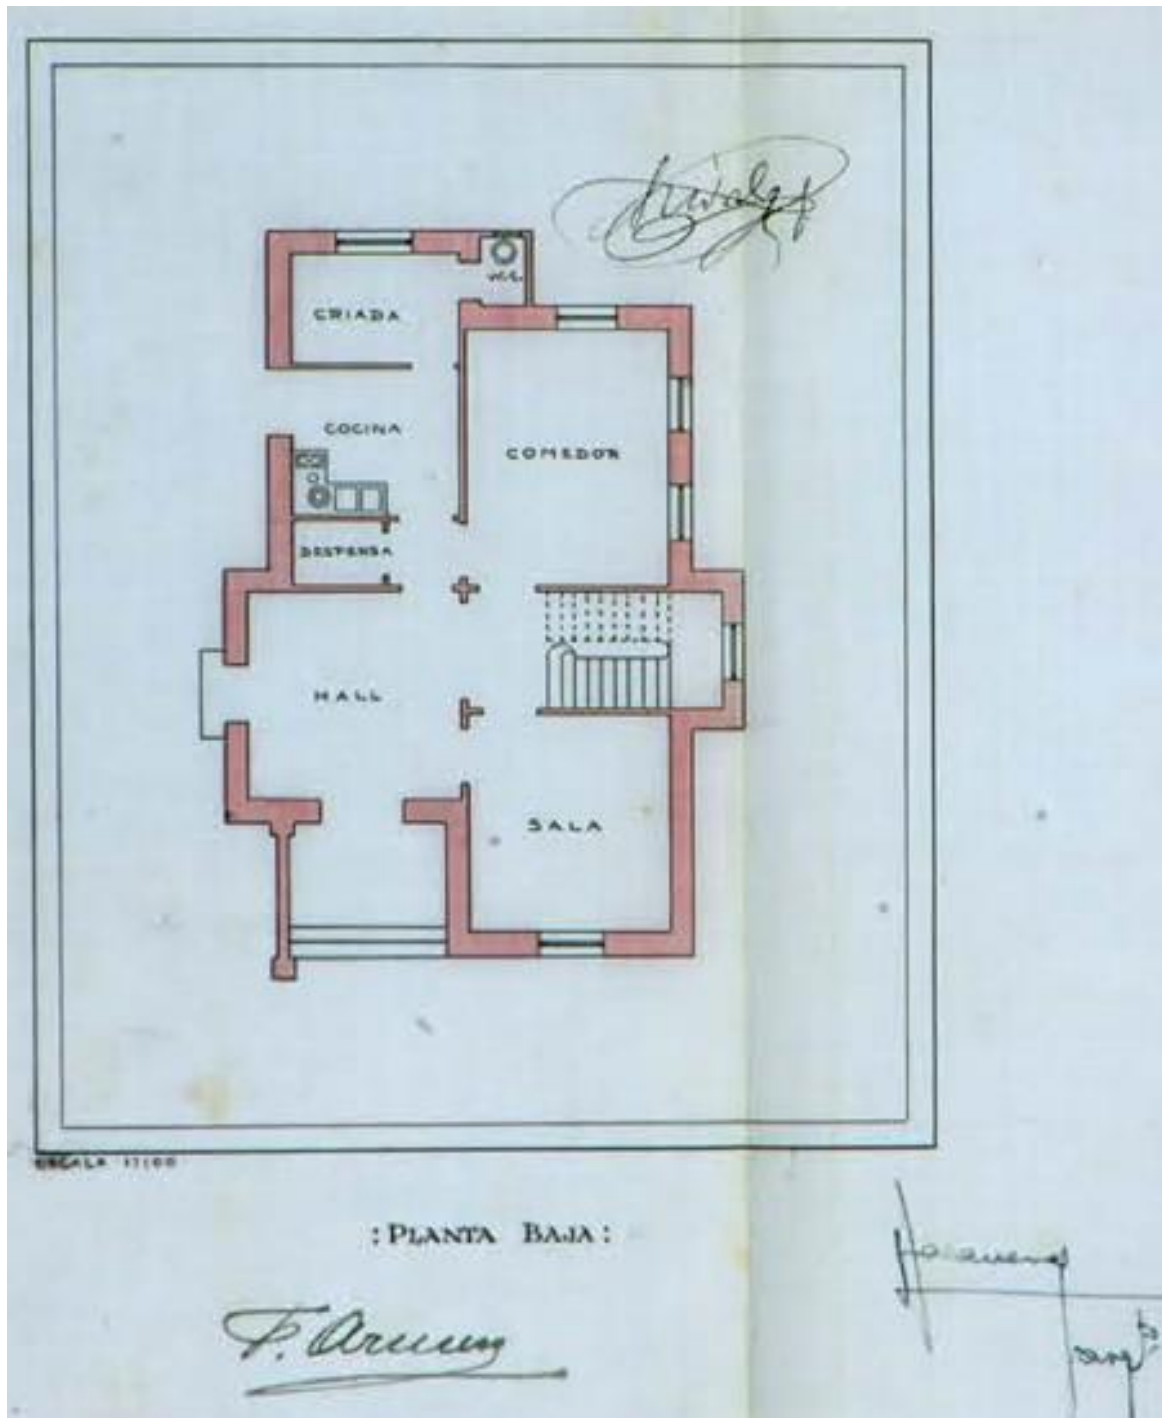 W.C.
CRIADA
COCINA
COMEDOR
DESPENSA
HALL
SALA
ESCALA 1:100
:PLANTA BAJA: